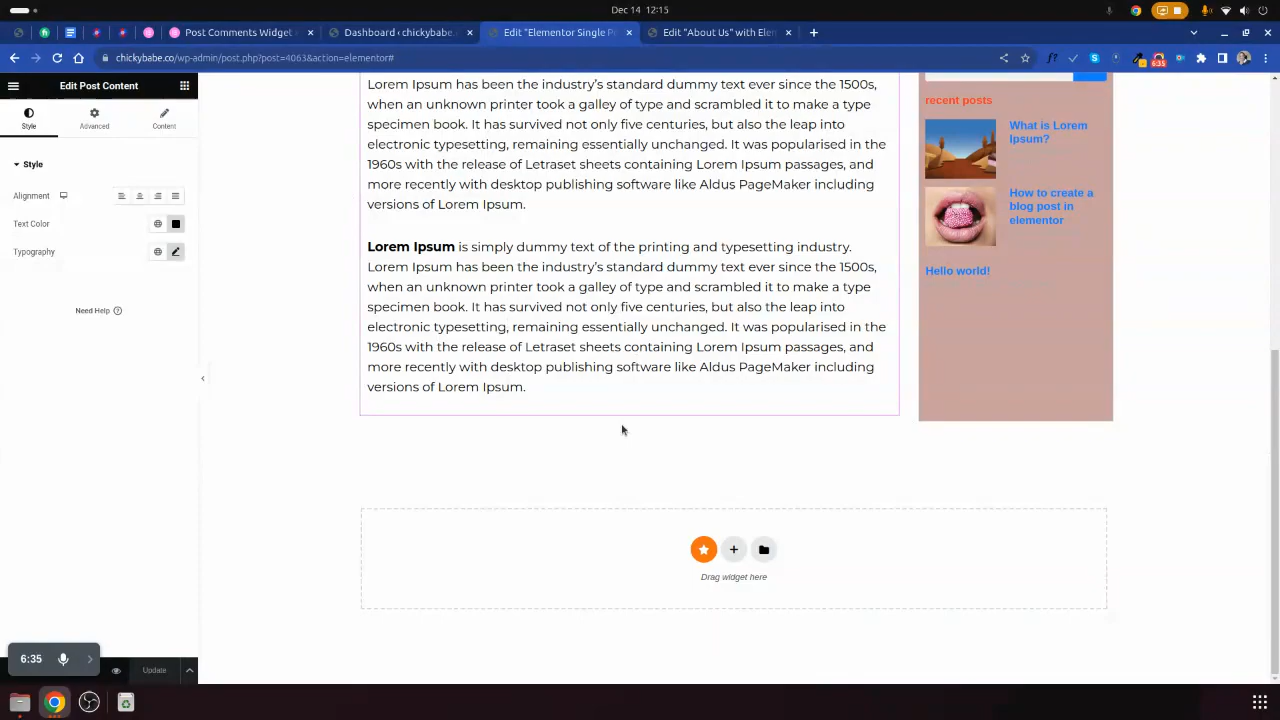 Dec 14 12:15
Post Comments Widget
Dashboard ‹ chickybabe.c
Edit "Elementor Single P
Edit "About Us" with Elem
chickybabe.co/wp-admin/post.php?post=4063&action=elementor#
6:35
Edit Post Content
Style
Advanced
Content
Style
Alignment
Text Color
Typography
Need Help
Lorem Ipsum has been the industry's standard dummy text ever since the 1500s,
when an unknown printer took a galley of type and scrambled it to make a type
specimen book. It has survived not only five centuries, but also the leap into
electronic typesetting, remaining essentially unchanged. It was popularised in the
1960s with the release of Letraset sheets containing Lorem Ipsum passages, and
more recently with desktop publishing software like Aldus PageMaker including
versions of Lorem Ipsum.
Lorem Ipsum is simply dummy text of the printing and typesetting industry.
Lorem Ipsum has been the industry's standard dummy text ever since the 1500s,
when an unknown printer took a galley of type and scrambled it to make a type
specimen book. It has survived not only five centuries, but also the leap into
electronic typesetting, remaining essentially unchanged. It was popularised in the
1960s with the release of Letraset sheets containing Lorem Ipsum passages, and
more recently with desktop publishing software like Aldus PageMaker including
versions of Lorem Ipsum.
recent posts
What is Lorem
Ipsum?
How to create a
blog post in
elementor
Hello world!
Drag widget here
6:35
Update